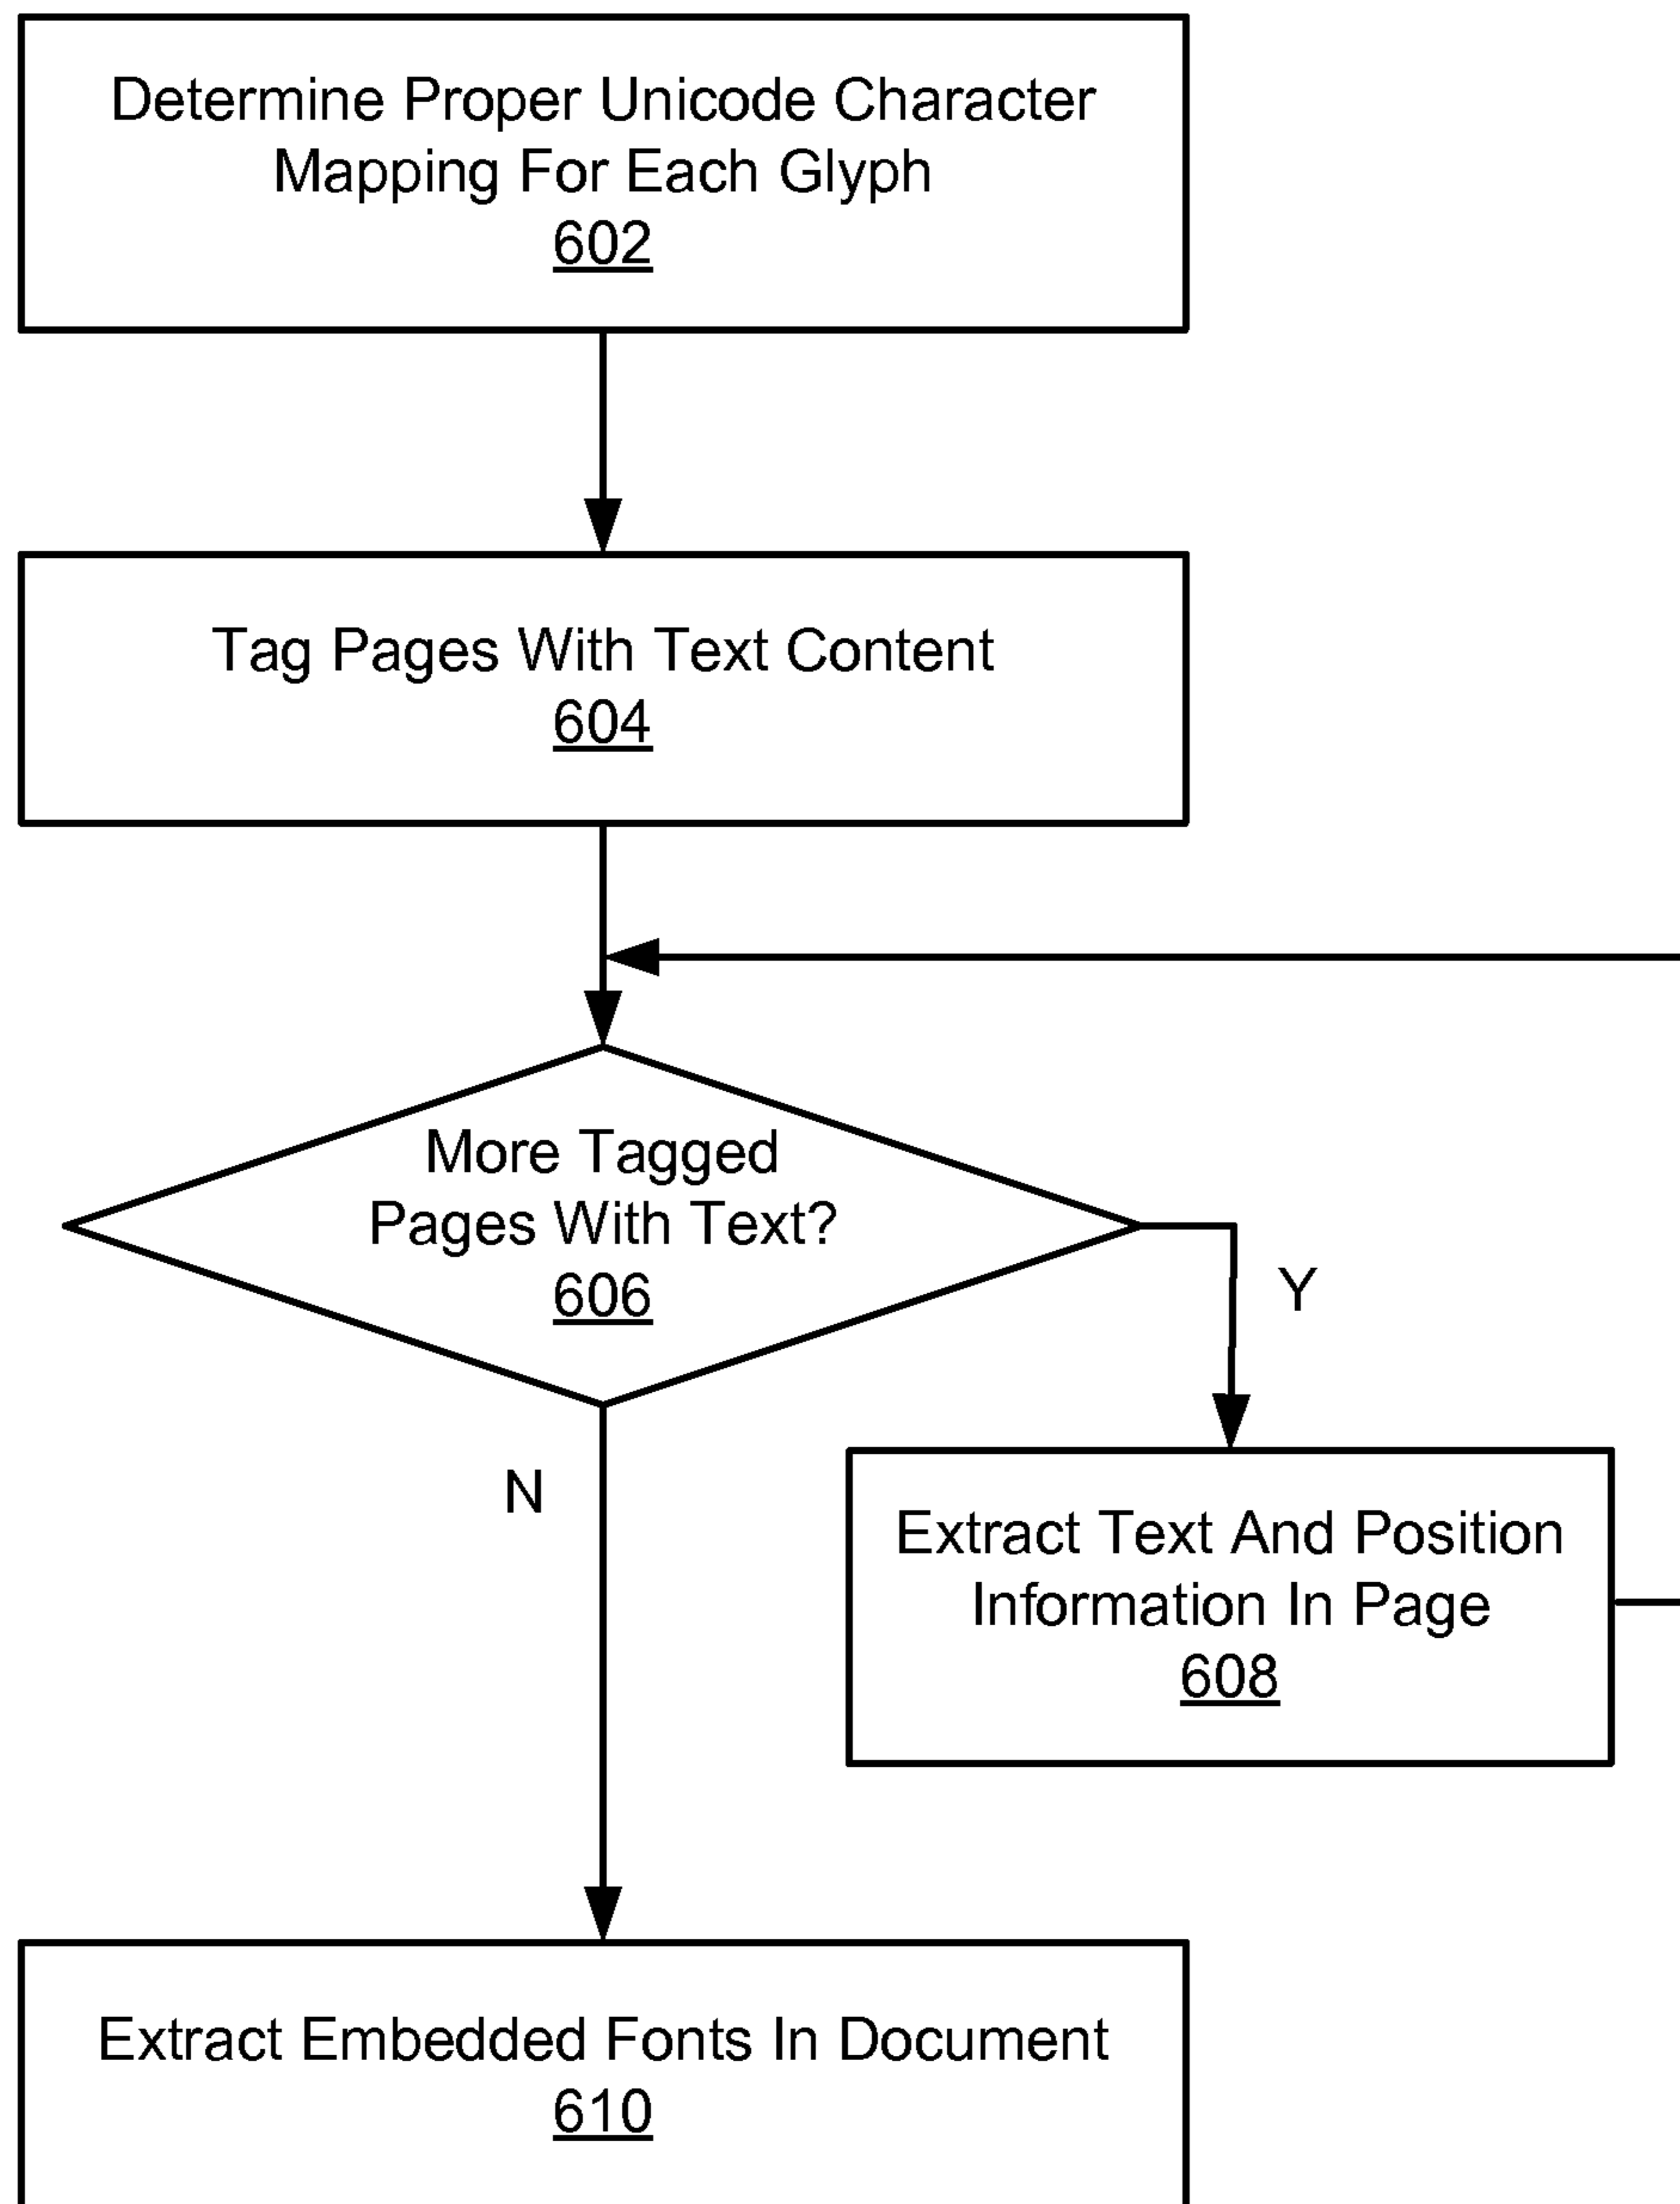 Determine Proper Unicode Character
Mapping For Each Glyph
602
Tag Pages With Text Content
604
More Tagged
Pages With Text?
606
Y
N
Extract Text And Position
Information In Page
608
Extract Embedded Fonts In Document
610